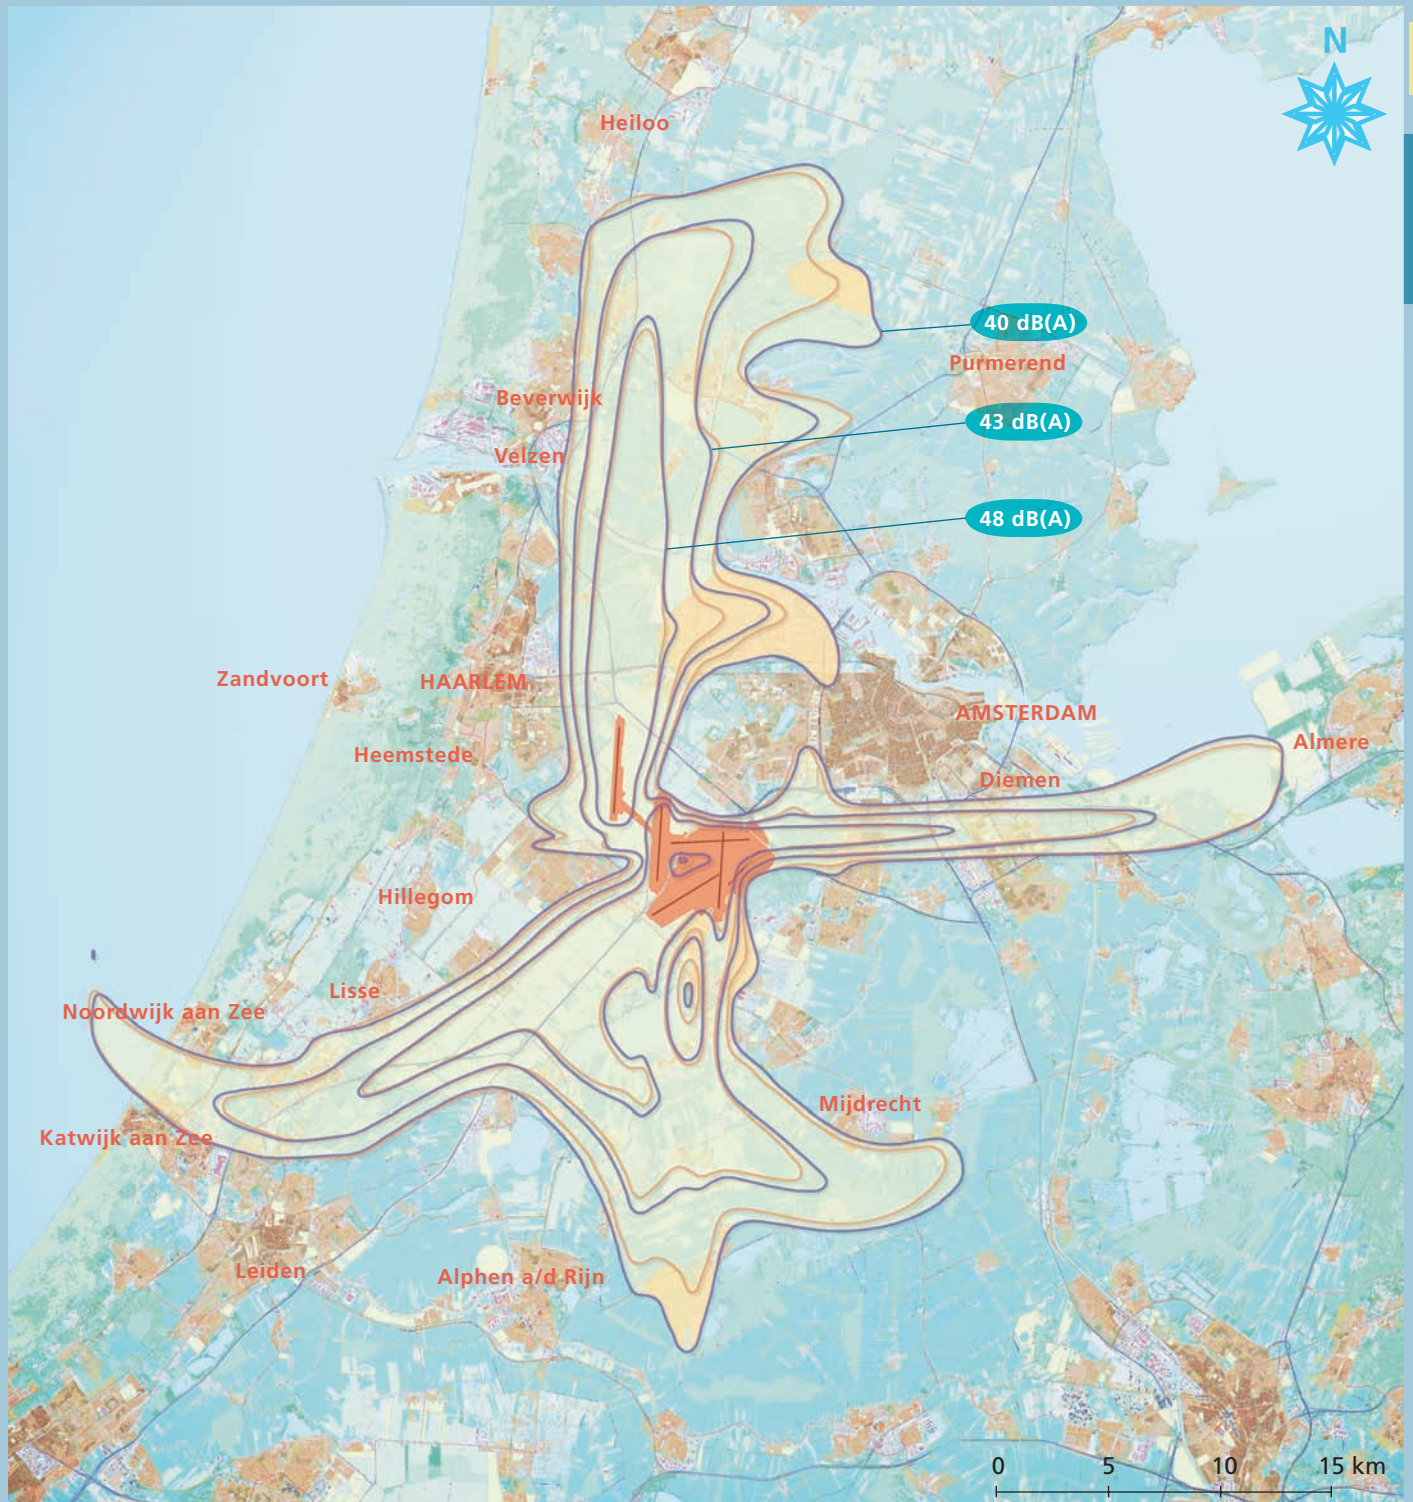 N
Heiloo
40 dB(A)
Purmerend
Beverwijk
43 dB(A)
Velzen
48 dB(A)
Zandvoort
HAARLEM
AMSTERDAM
Heemstede
Almere
Diemen
Hillegom
Lisse
Noordwijk aan Zee
Mijdrecht
Katwijk aan Zee
Leiden
Alphen a/d Rijn
0 5 10 15 km